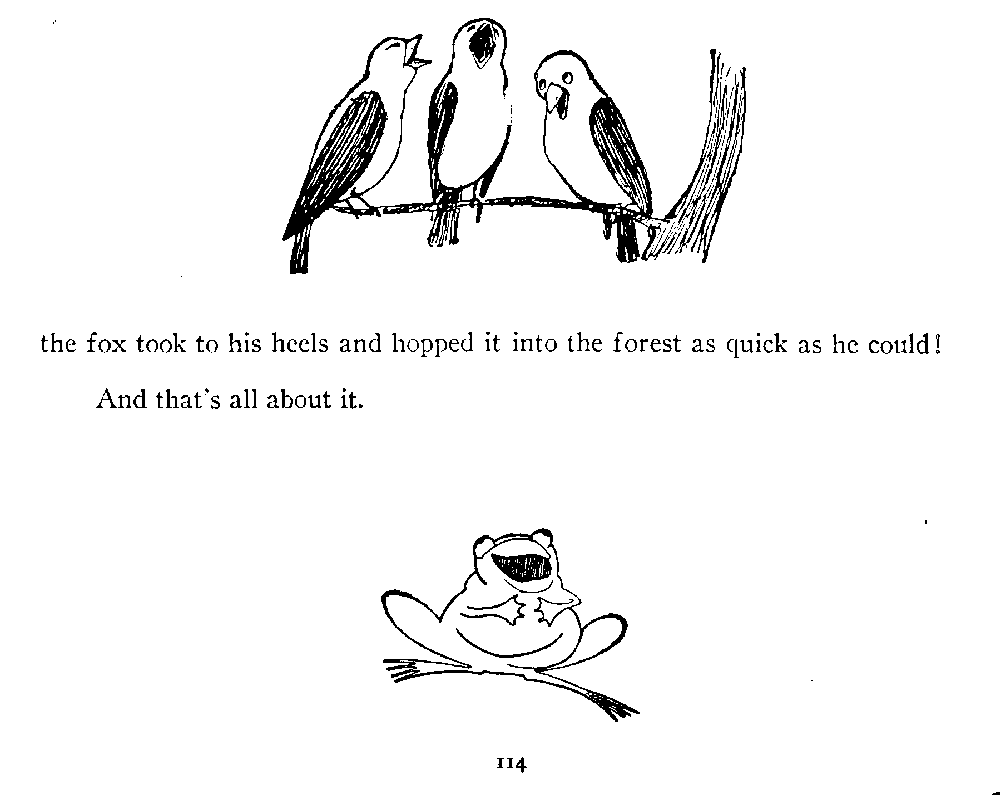 the fox took to his heels and hopped it into the forest as quick as he could!
And that's all about it.
114